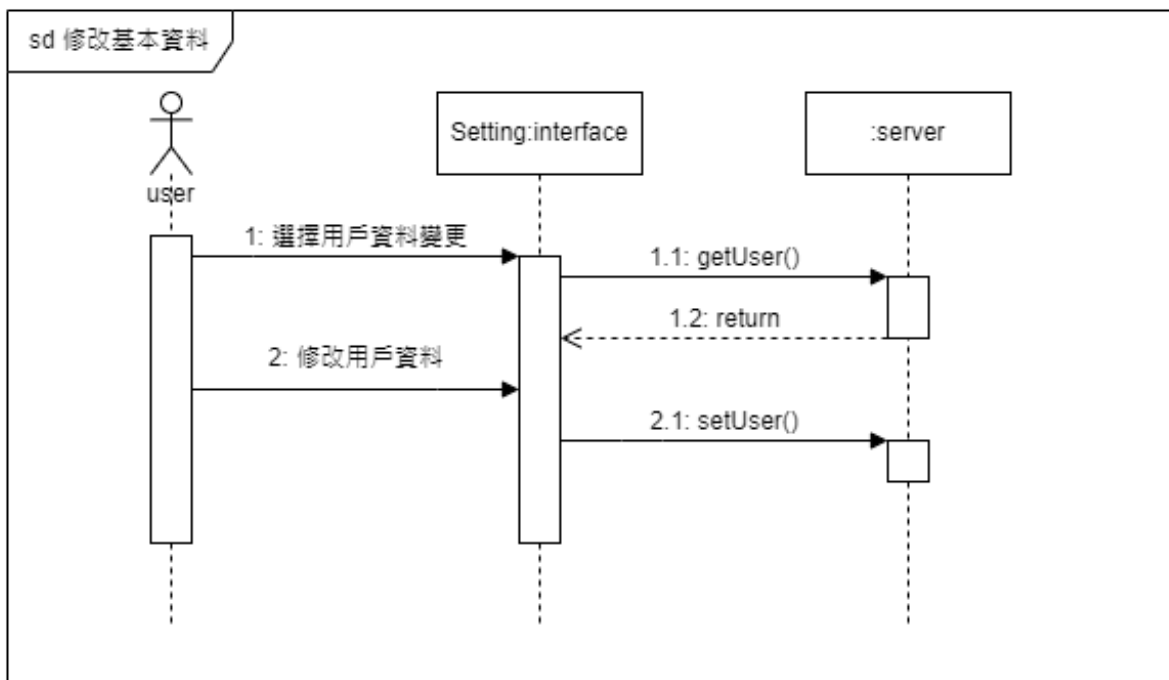 sd 修改基本資料
Setting:interface
:server
user
1: 選擇用戶資料變更
1.1: getUser()
1.2: return
2: 修改用戶資料
2.1: setUser()